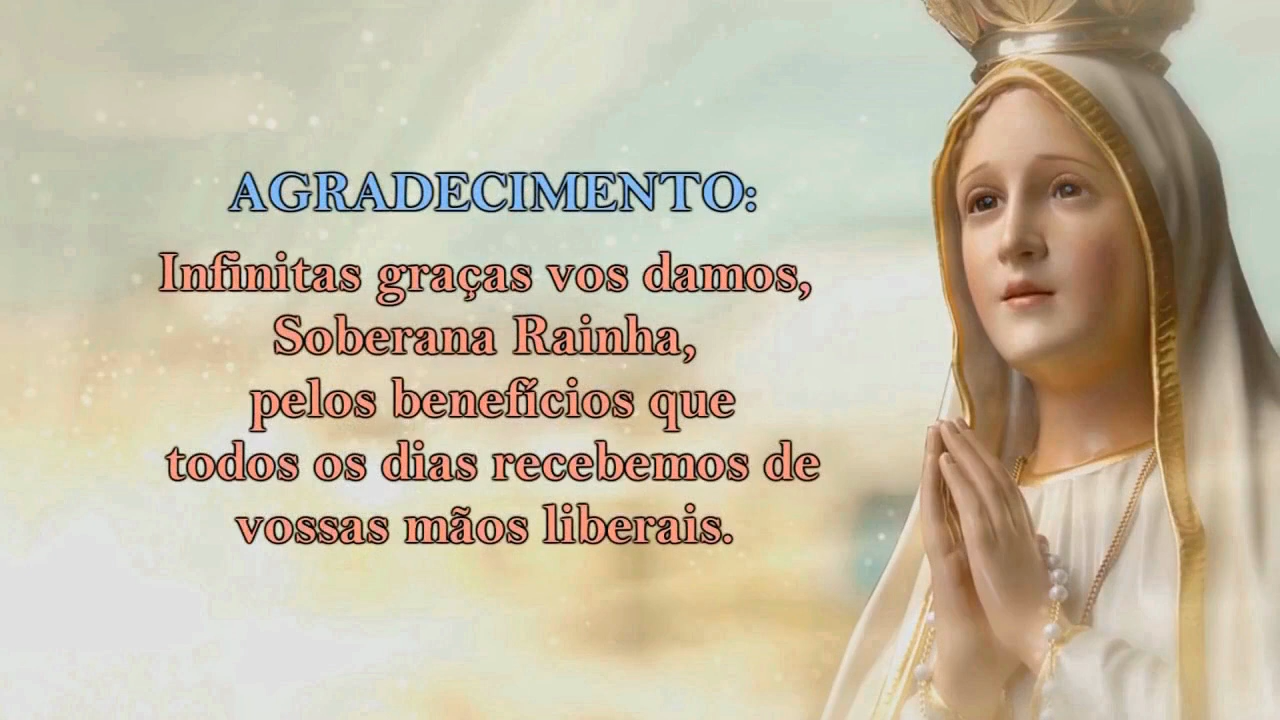 AGRADECIMENTO:
Infinitas graças vos damos,
Soberana Rainha,
pelos benefícios que
todos os dias recebemos de
vossas mãos liberais.